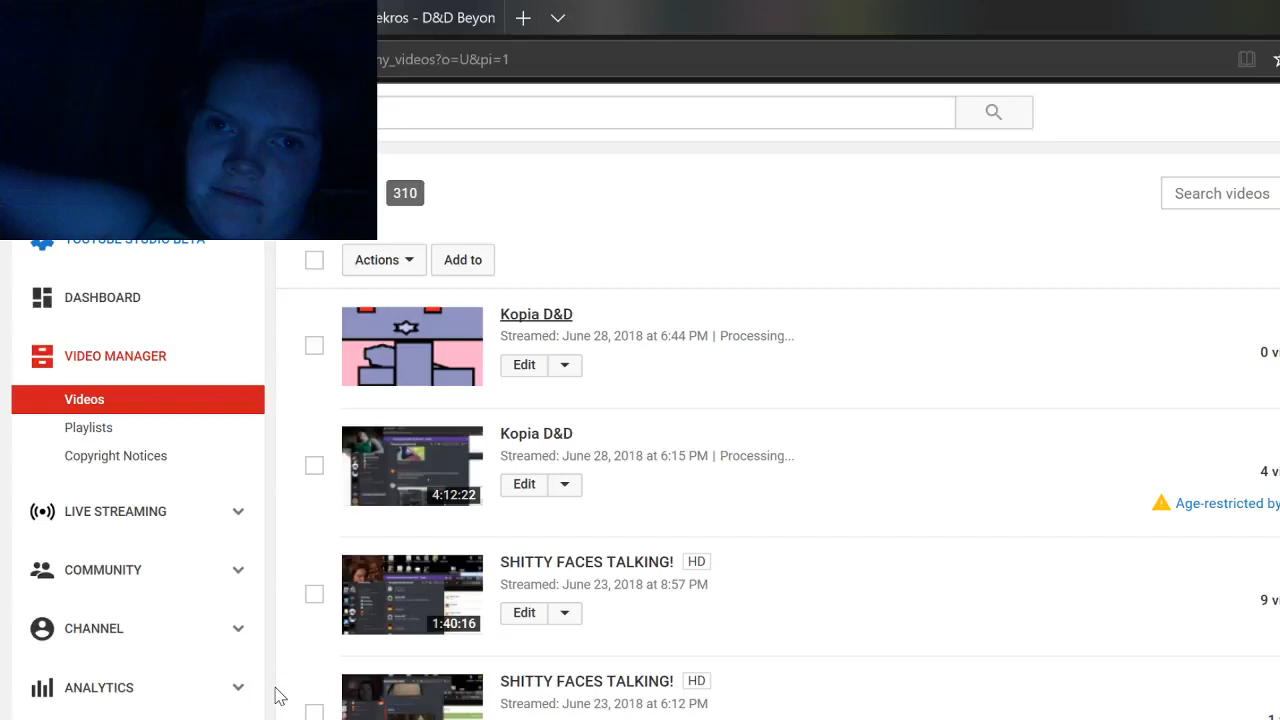 ekros - D&D Beyon
ny_videos?o=U&pi=1
310
Search videos
YOUTUBE STUDIO BETA
Actions
Add to
DASHBOARD
Kopia D&D
Streamed: June 28, 2018 at 6:44 PM | Processing...
Edit
0 v
VIDEO MANAGER
Videos
Playlists
Copyright Notices
Kopia D&D
Streamed: June 28, 2018 at 6:15 PM | Processing...
Edit
4:12:22
4 v
Age-restricted by
LIVE STREAMING
SHITTY FACES TALKING! HD
Streamed: June 23, 2018 at 8:57 PM
Edit
1:40:16
9 v
COMMUNITY
CHANNEL
ANALYTICS
SHITTY FACES TALKING! HD
Streamed: June 23, 2018 at 6:12 PM